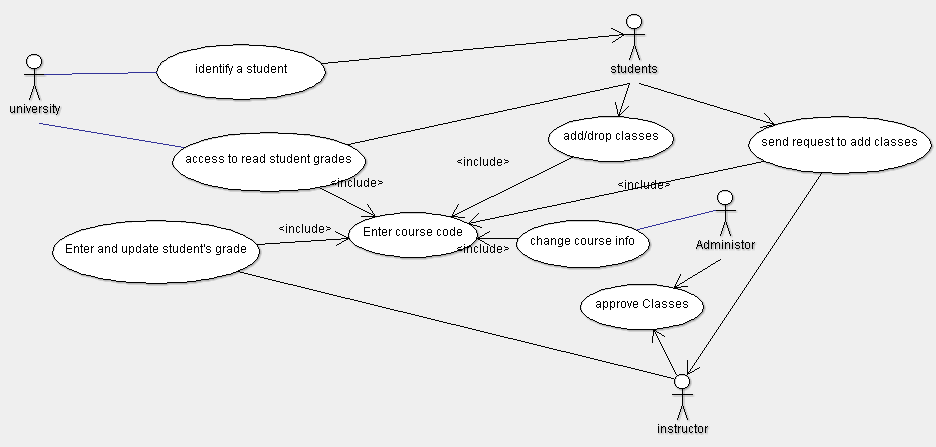 students
identify a student
university
add/drop classes
send request to add classes
access to read student grades
<include>
<include>
<include>
<include>
Enter course code
Enter and update student's grade
<include>
change course info
Administor
approve Classes
instructor